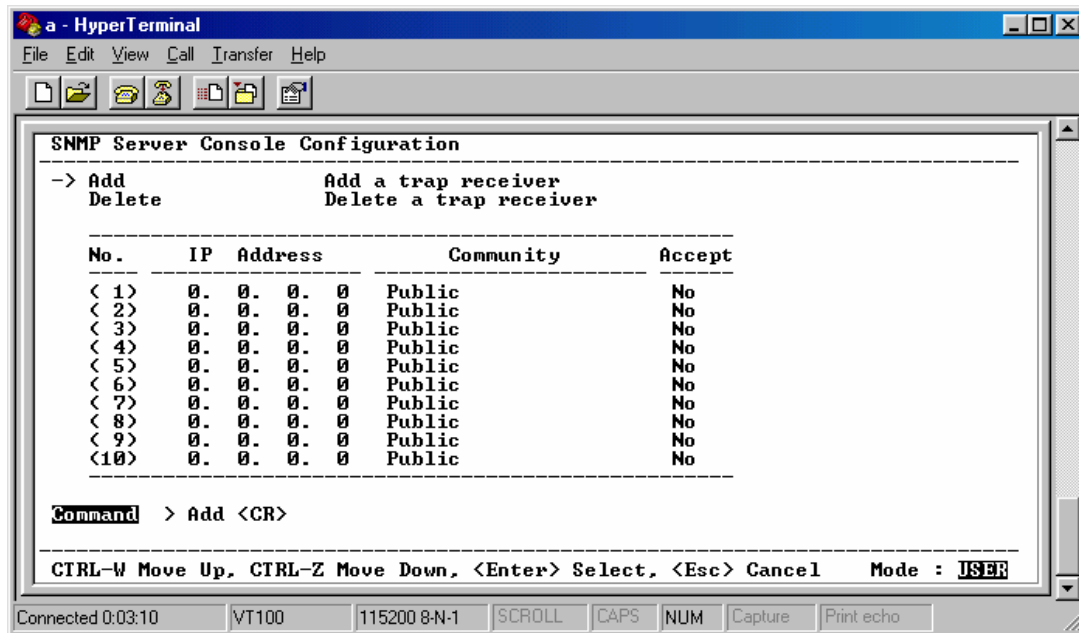 a - HyperTerminal
File Edit View Call Transfer Help
SNMP Server Console Configuration
-> Add Add a trap receiver
Delete Delete a trap receiver
No. IP Address Community Accept
( 1) 0. 0. 0. 0 Public No
( 2) 0. 0. 0. 0 Public No
( 3) 0. 0. 0. 0 Public No
( 4) 0. 0. 0. 0 Public No
( 5) 0. 0. 0. 0 Public No
( 6) 0. 0. 0. 0 Public No
( 7) 0. 0. 0. 0 Public No
( 8) 0. 0. 0. 0 Public No
( 9) 0. 0. 0. 0 Public No
(10) 0. 0. 0. 0 Public No
Command > Add <CR>
CTRL-W Move Up, CTRL-Z Move Down, <Enter> Select, <Esc> Cancel Mode : USER
Connected 0:03:10 VT100 115200 8-N-1 SCROLL CAPS NUM Capture Print echo